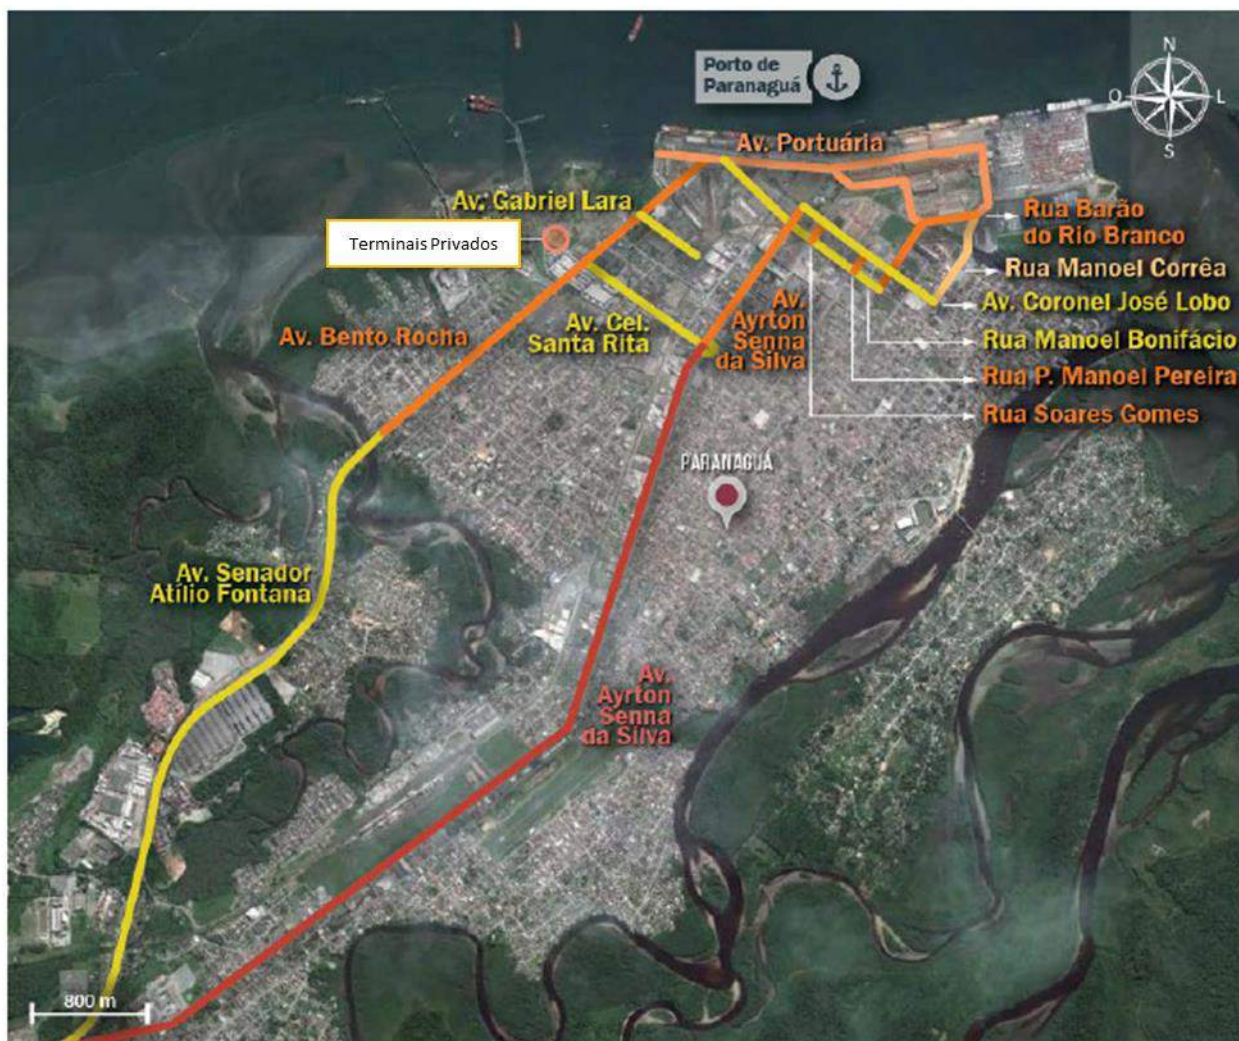 N
Porto de
Paranaguá
O
L
S
Av. Portuária
Av. Gabriel Lara
Rua Barão
do Rio Branco
Terminais Privados
Rua Manoel Corrêa
Av. Coronel José Lobo
Av.
Ayrton
Senna
da Silva
Av. Cel.
Santa Rita
Av. Bento Rocha
Rua Manoel Bonifácio
Rua P. Manoel Pereira
Rua Soares Gomes
PARANAGUÁ
Av. Senador
Atílio Fontana
Av.
Ayrton
Senna
da Silva
800 m